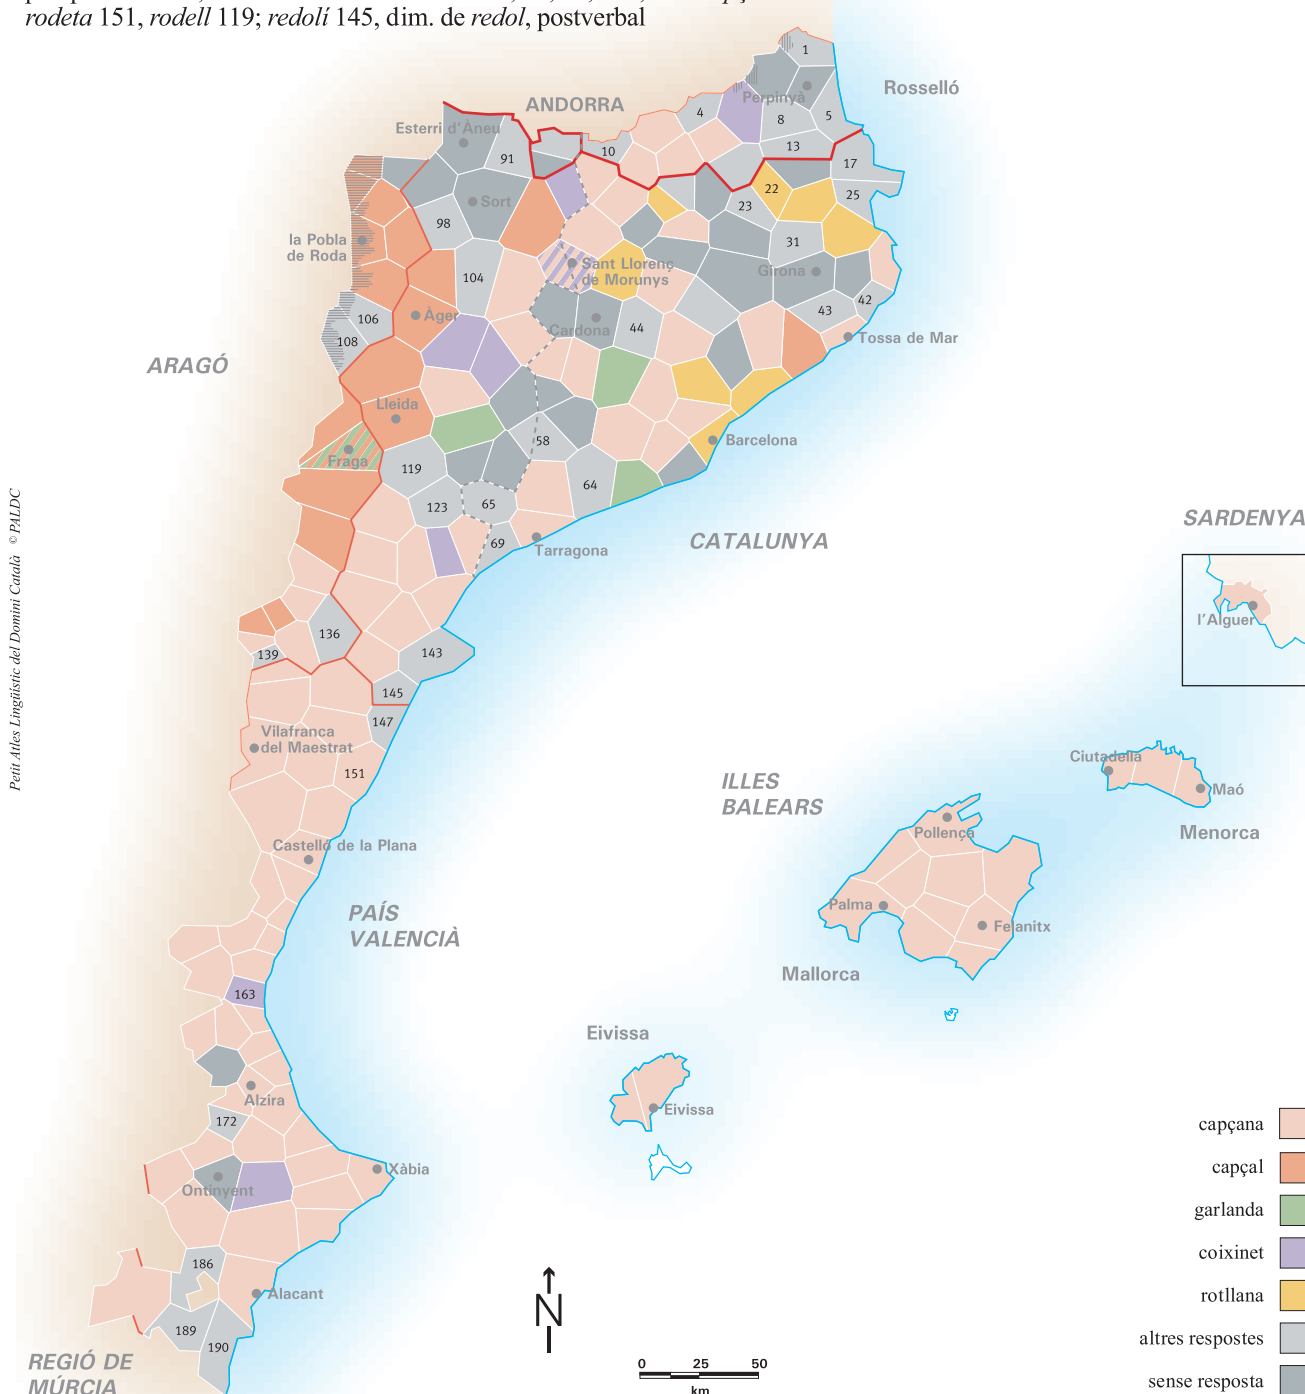 rodeta 151, rodell 119; redolí 145, dim. de redol, postverbal
1
Rosselló
Perpinyà
ANDORRA
4
8
5
Esterri d'Àneu
91
10
13
17
22
25
23
Sort
98
31
la Pobla
de Roda
Sant Llorenç
de Morunys
Girona
104
42
43
106
Àger
Cardona
44
108
Tossa de Mar
ARAGÓ
Lleida
Barcelona
58
Fraga
119
64
123
65
69
Tarragona
CATALUNYA
SARDENYA
l'Alguer
Petit Atles Lingüístic del Domini Català © PALDC
136
139
143
145
147
Vilafranca
del Maestrat
151
ILLES
BALEARS
Ciutadella
Maó
Menorca
Pollença
Castelló de la Plana
Palma
Felanitx
PAÍS
VALENCIÀ
Mallorca
163
Eivissa
Alzira
Eivissa
172
Xàbia
Ontinyent
186
Alacant
189
190
REGIÓ DE
MÚRCIA
N
0 25 50
km
capçana
capçal
garlanda
coixinet
rotllana
altres respostes
sense resposta